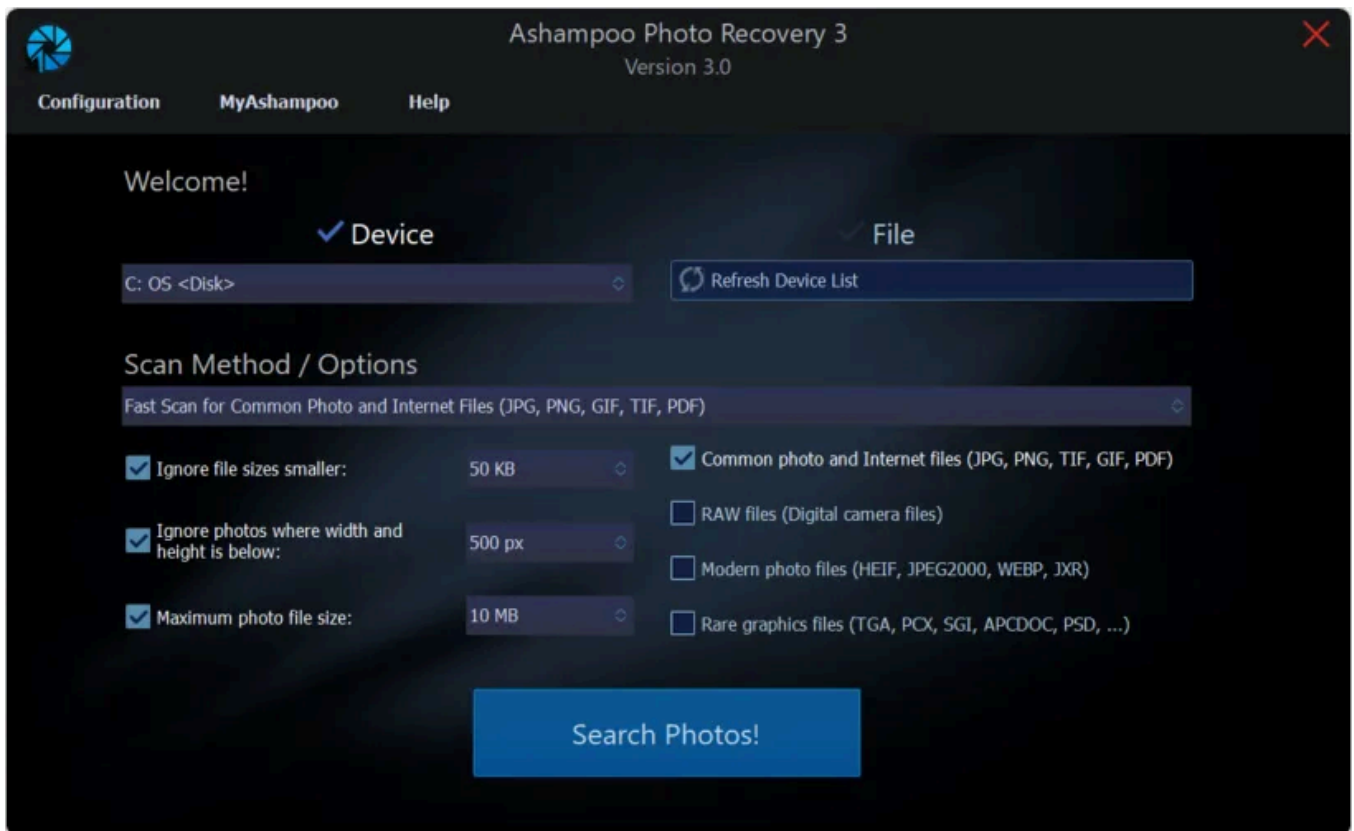 Ashampoo Photo Recovery 3
Version 3.0
Configuration MyAshampoo Help
Welcome!
Device File
C: OS <Disk> Refresh Device List
Scan Method / Options
Fast Scan for Common Photo and Internet Files (JPG, PNG, GIF, TIF, PDF)
Ignore file sizes smaller: 50 KB
Ignore photos where width and
height is below: 500 px
Maximum photo file size: 10 MB
Common photo and Internet files (JPG, PNG, TIF, GIF, PDF)
RAW files (Digital camera files)
Modern photo files (HEIF, JPEG2000, WEBP, JXR)
Rare graphics files (TGA, PCX, SGI, APCDOC, PSD, ...)
Search Photos!